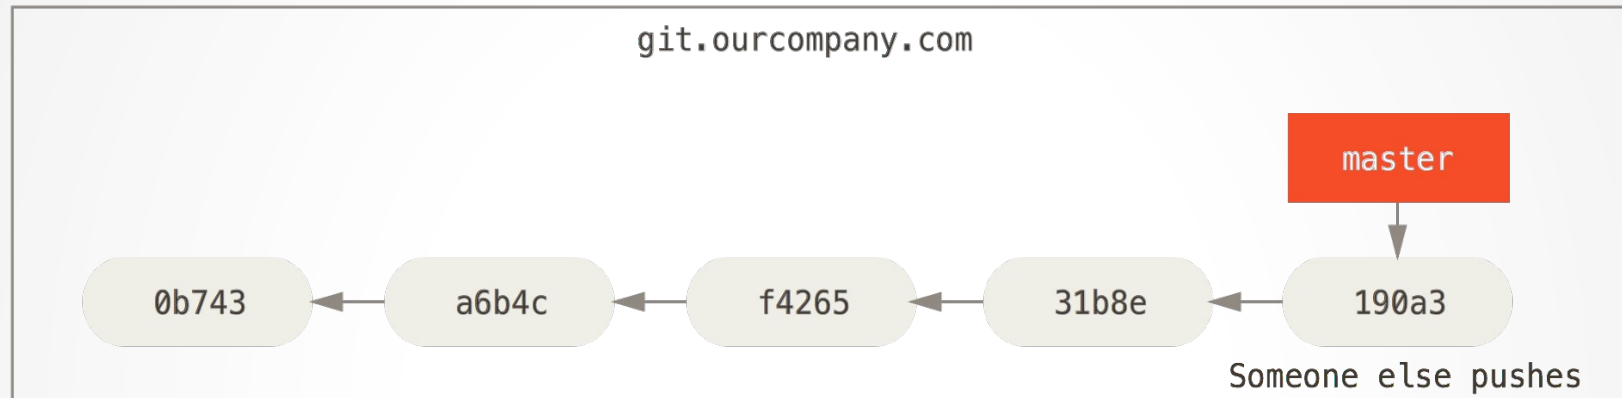 git.ourcompany.com
master
0b743 a6b4c f4265 31b8e 190a3
Someone else pushes